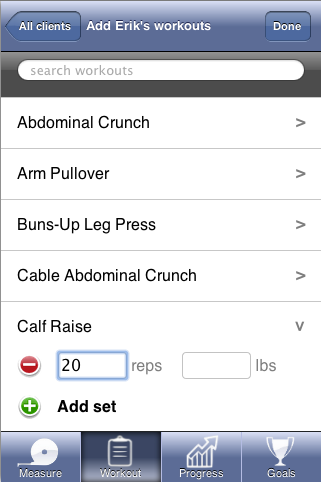 All clients Add Erik's workouts Done
search workouts
Abdominal Crunch >
Arm Pullover >
Buns-Up Leg Press >
Cable Abdominal Crunch >
Calf Raise v
20 reps lbs
Add set
Measure Workout Progress Goals